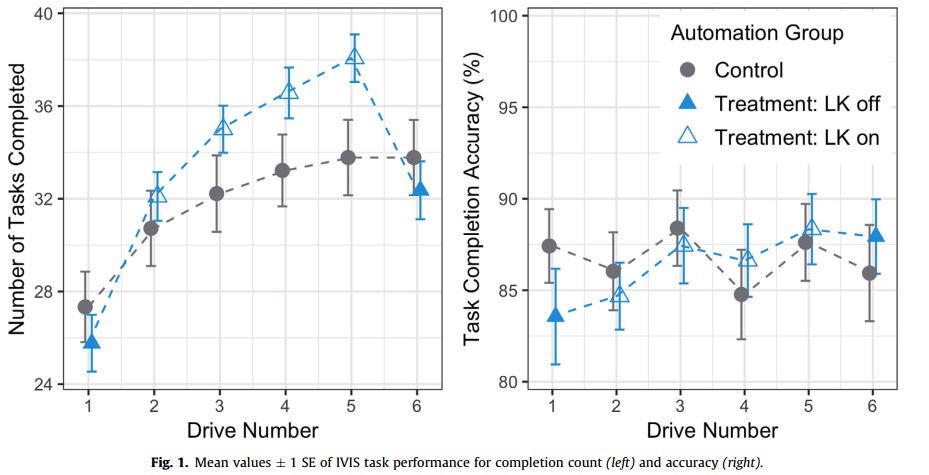 Number of Tasks Completed
40
36
32
28
24
1 2 3 4 5 6
Drive Number
Task Completion Accuracy (%)
100
95
90
85
80
Automation Group
Control
Treatment: LK off
Treatment: LK on
1 2 3 4 5 6
Drive Number
Fig. 1. Mean values ± 1 SE of IVIS task performance for completion count (left) and accuracy (right).